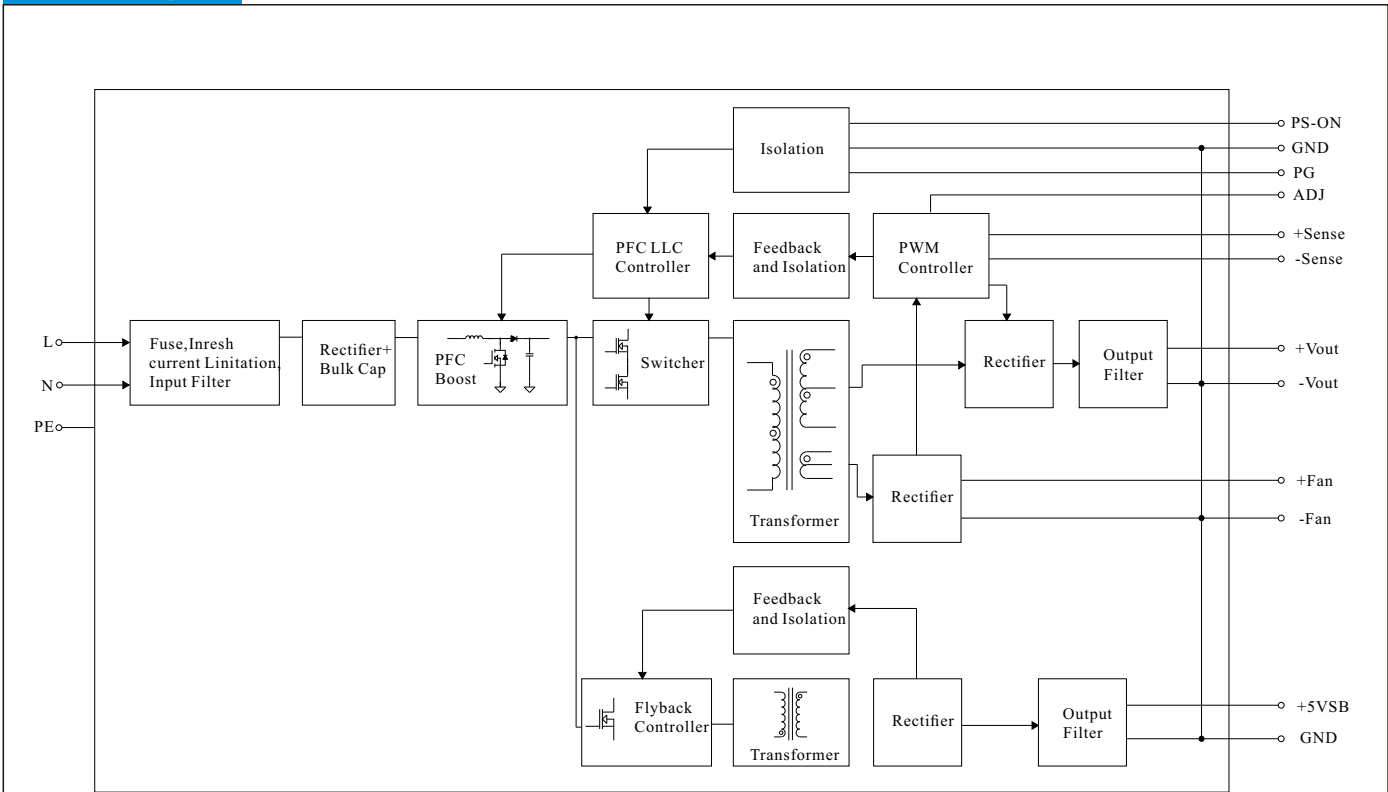 PS-ON
GND
PG
ADJ
Isolation
PFC LLC
Controller
Feedback
and Isolation
PWM
Controller
+Sense
-Sense
L
N
PE
Fuse,Inresh
current Linitation,
Input Filter
Rectifier+
Bulk Cap
PFC
Boost
Switcher
Transformer
Rectifier
Output
Filter
+Vout
-Vout
Rectifier
+Fan
-Fan
Feedback
and Isolation
Flyback
Controller
Transformer
Rectifier
Output
Filter
+5VSB
GND